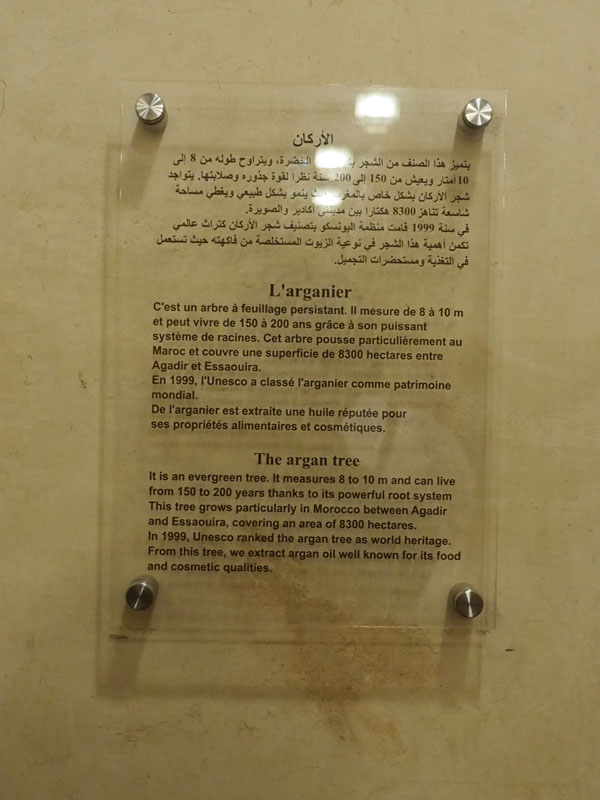 الأركان
يتميز هذا الصنف من الشجر الخضرة، ويتراوح طوله من 8 إلى
10 أمتار ويعيش من 150 إلى 200 سنة نظرا لقوة جذوره وصلابتها. يتواجد
شجر الأركان بشكل خاص بالمغرب حيث ينمو بشكل طبيعي ويغطي مساحة
شاسعة تناهز 8300 هكتارا بين مدينتي أكادير والصويرة.
في سنة 1999 قامت منظمة اليونسكو بتصنيف شجر الأركان كتراث عالمي
تكمن أهمية هذا الشجر في نوعية الزيوت المستخلصة من فاكهته حيث تستعمل
في التغذية ومستحضرات التجميل.
L'arganier
C'est un arbre à feuillage persistant. Il mesure de 8 à 10 m
et peut vivre de 150 à 200 ans grâce à son puissant
système de racines. Cet arbre pousse particulièrement au
Maroc et couvre une superficie de 8300 hectares entre
Agadir et Essaouira.
En 1999, l'Unesco a classé l'arganier comme patrimoine
mondial.
De l'arganier est extraite une huile réputée pour
ses propriétés alimentaires et cosmétiques.
The argan tree
It is an evergreen tree. It measures 8 to 10 m and can live
from 150 to 200 years thanks to its powerful root system
This tree grows particularly in Morocco between Agadir
and Essaouira, covering an area of 8300 hectares.
In 1999, Unesco ranked the argan tree as world heritage.
From this tree, we extract argan oil well known for its food
and cosmetic qualities.